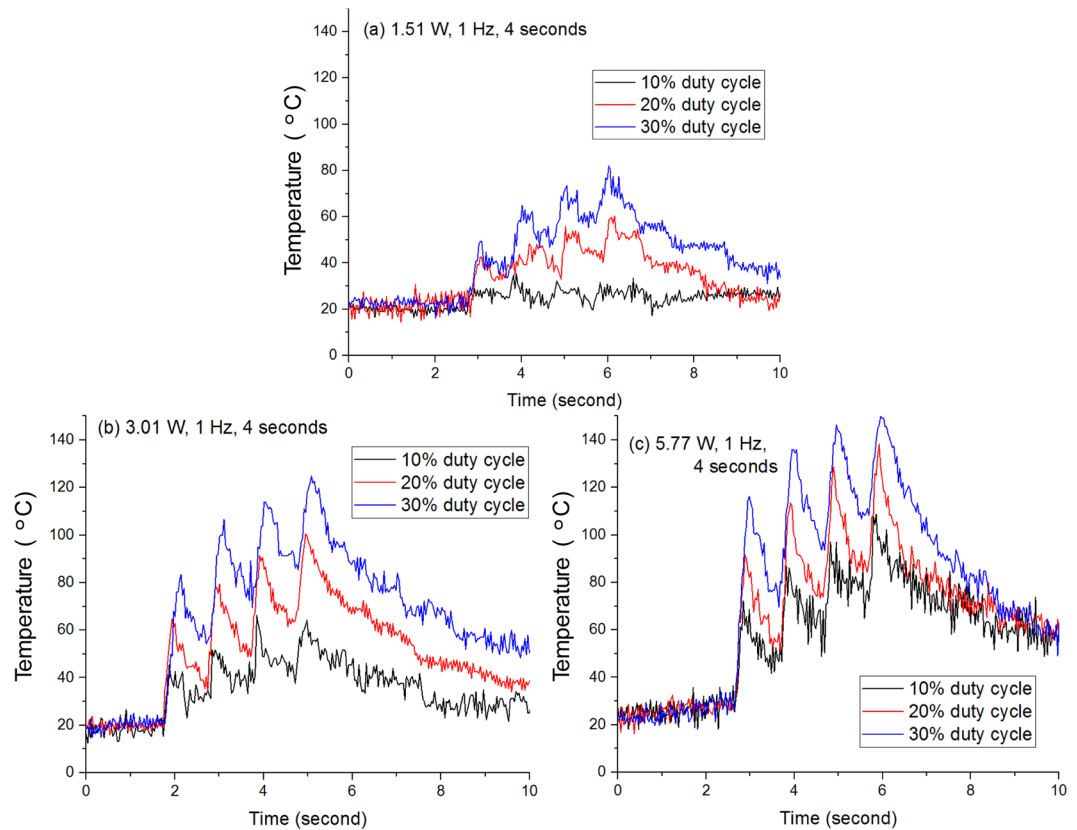 (a) 1.51 W, 1 Hz, 4 seconds
10% duty cycle
20% duty cycle
30% duty cycle
Temperature ( °C)
140
120
100
80
60
40
20
0
0 2 4 6 8 10
Time (second)
(b) 3.01 W, 1 Hz, 4 seconds
10% duty cycle
20% duty cycle
30% duty cycle
Temperature ( °C)
140
120
100
80
60
40
20
0
0 2 4 6 8 10
Time (second)
(c) 5.77 W, 1 Hz,
4 seconds
10% duty cycle
20% duty cycle
30% duty cycle
Temperature ( °C)
140
120
100
80
60
40
20
0
0 2 4 6 8 10
Time (second)